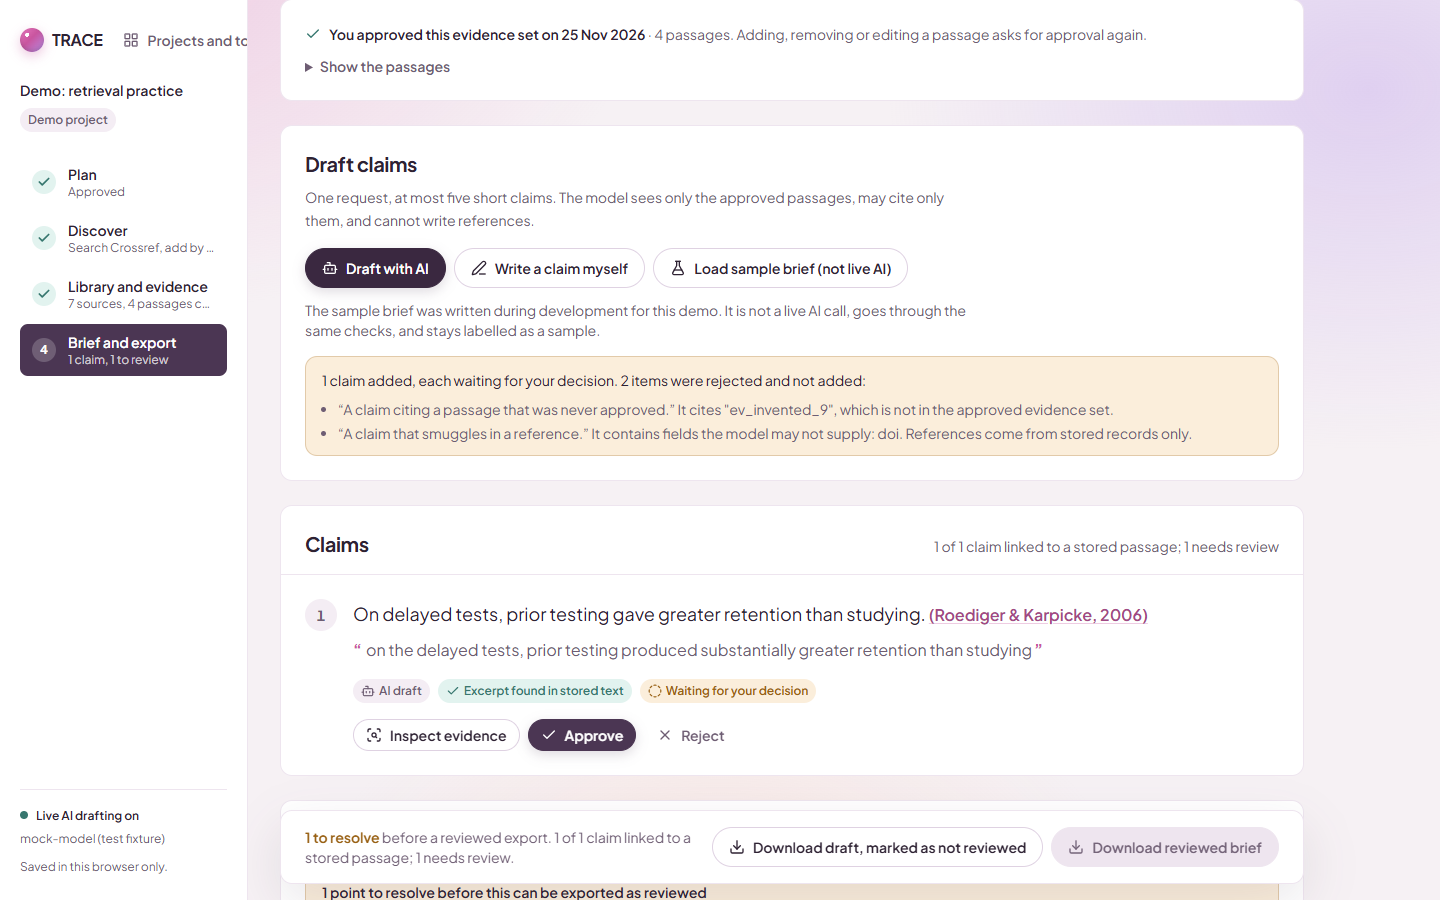 TRACE
Projects and to
Demo: retrieval practice
Demo project
Plan
Approved
Discover
Search Crossref, add by ...
Library and evidence
7 sources, 4 passages c...
4
Brief and export
1 claim, 1 to review
Live AI drafting on
mock-model (test fixture)
Saved in this browser only.
You approved this evidence set on 25 Nov 2026 · 4 passages. Adding, removing or editing a passage asks for approval again.
Show the passages
Draft claims
One request, at most five short claims. The model sees only the approved passages, may cite only
them, and cannot write references.
Draft with AI
Write a claim myself
Load sample brief (not live AI)
The sample brief was written during development for this demo. It is not a live AI call, goes through the
same checks, and stays labelled as a sample.
1 claim added, each waiting for your decision. 2 items were rejected and not added:
• “A claim citing a passage that was never approved.” It cites "ev_invented_9", which is not in the approved evidence set.
• “A claim that smuggles in a reference.” It contains fields the model may not supply: doi. References come from stored records only.
Claims
1 of 1 claim linked to a stored passage; 1 needs review
1
On delayed tests, prior testing gave greater retention than studying. (Roediger & Karpicke, 2006)
“ on the delayed tests, prior testing produced substantially greater retention than studying ”
AI draft
Excerpt found in stored text
Waiting for your decision
Inspect evidence
Approve
Reject
1 to resolve before a reviewed export. 1 of 1 claim linked to a
stored passage; 1 needs review.
Download draft, marked as not reviewed
Download reviewed brief
1 point to resolve before this can be exported as reviewed